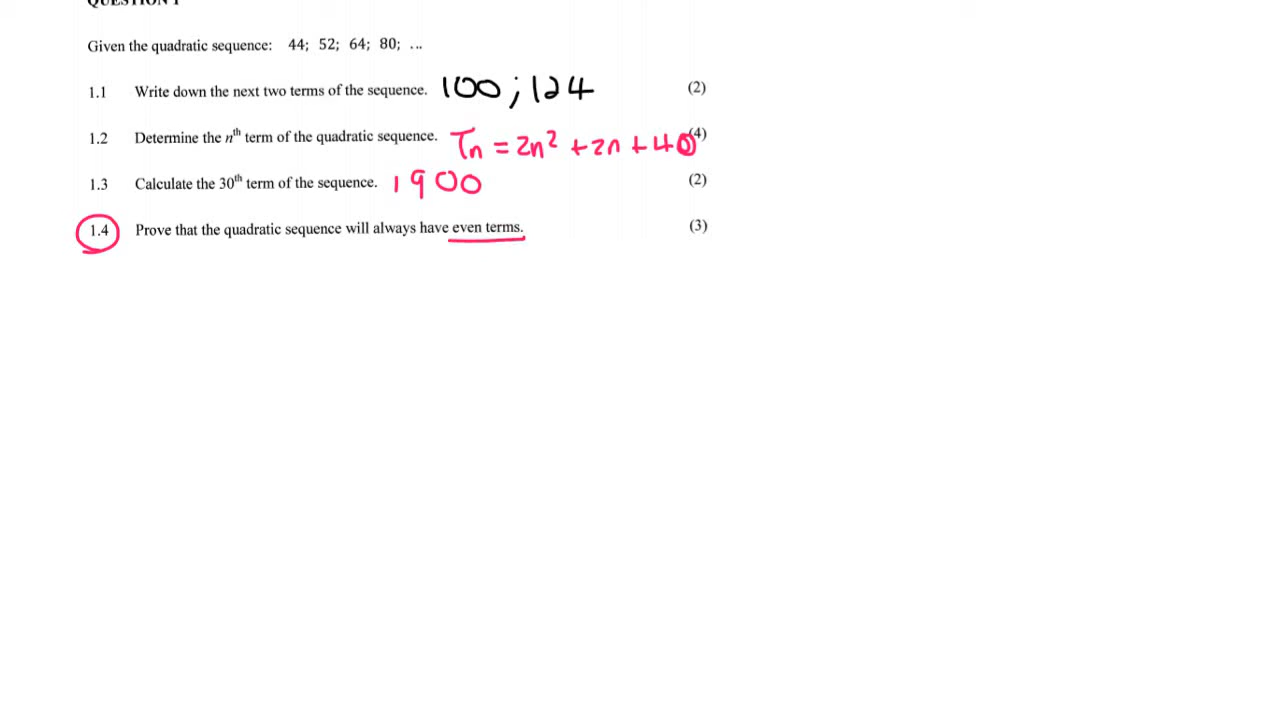 QUESTION 1
Given the quadratic sequence: 44; 52; 64; 80; ...
1.1 Write down the next two terms of the sequence. 100 ; 124 (2)
1.2 Determine the nth term of the quadratic sequence. Tn = 2n² + 2n + 40 (4)
1.3 Calculate the 30th term of the sequence. 1900 (2)
1.4 Prove that the quadratic sequence will always have even terms. (3)